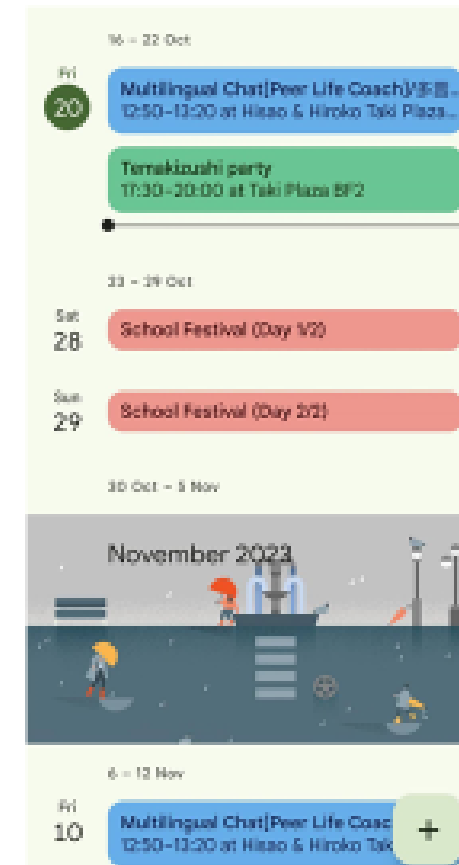 16 – 22 Oct
Fri
20
Multilingual Chat[Peer Life Coach]/多言...
12:50–13:20 at Hisao & Hiroko Taki Plaza...
Temakizushi party
17:30–20:00 at Taki Plaza BF2
23 – 29 Oct
Sat
28
School Festival (Day 1/2)
Sun
29
School Festival (Day 2/2)
30 Oct – 5 Nov
November 2023
6 – 12 Nov
Fri
10
Multilingual Chat[Peer Life Coac
12:50–13:20 at Hisao & Hiroko Tak
+